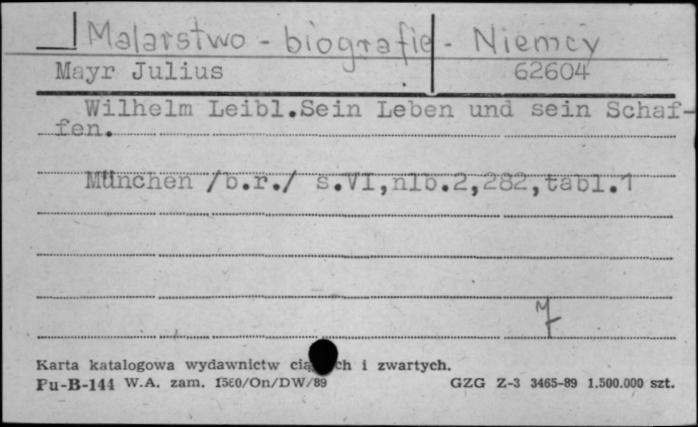 Malarstwo - biografie - Niemcy
Mayr Julius 62604
Wilhelm Leibl.Sein Leben und sein Schaf-
fen.
München /b.r./ s.VI,nlb.2,282,tabl.1
Karta katalogowa wydawnictw i zwartych.
Pu-B-144 W.A. zam. 1580/On/DW/89 GZG Z-3 3465-89 1.500.000 szt.